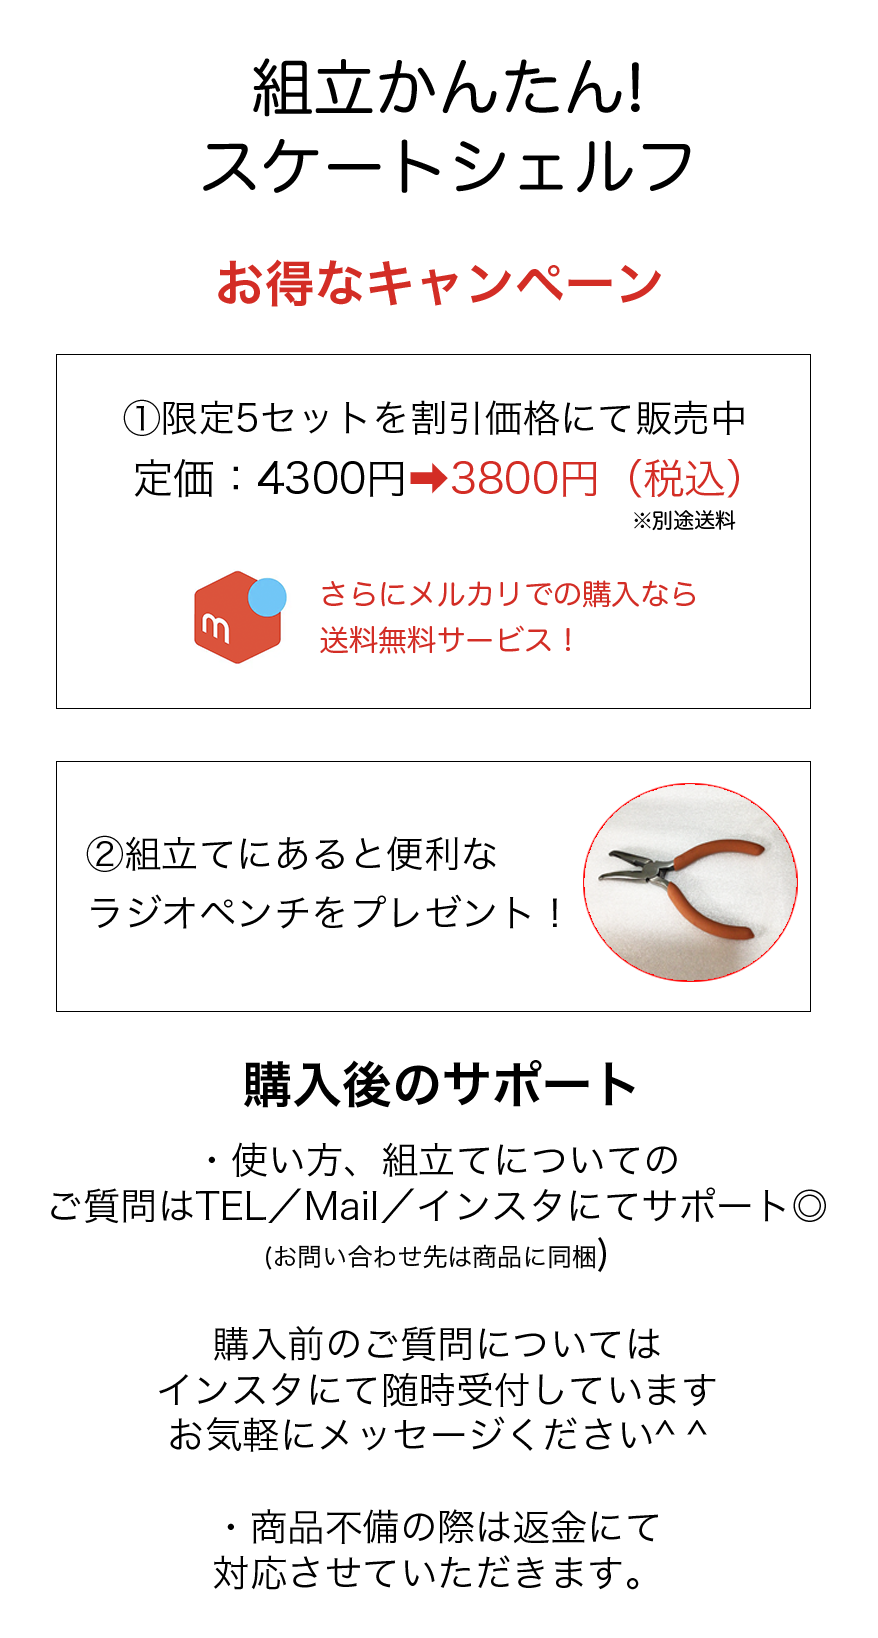 組立かんたん!
スケートシェルフ
お得なキャンペーン
①限定5セットを割引価格にて販売中
定価：4300円➡3800円（税込）
※別途送料
m
さらにメルカリでの購入なら
送料無料サービス！
②組立てにあると便利な
ラジオペンチをプレゼント！
購入後のサポート
・使い方、組立てについての
ご質問はTEL／Mail／インスタにてサポート◎
(お問い合わせ先は商品に同梱)
購入前のご質問については
インスタにて随時受付しています
お気軽にメッセージください^ ^
・商品不備の際は返金にて
対応させていただきます。